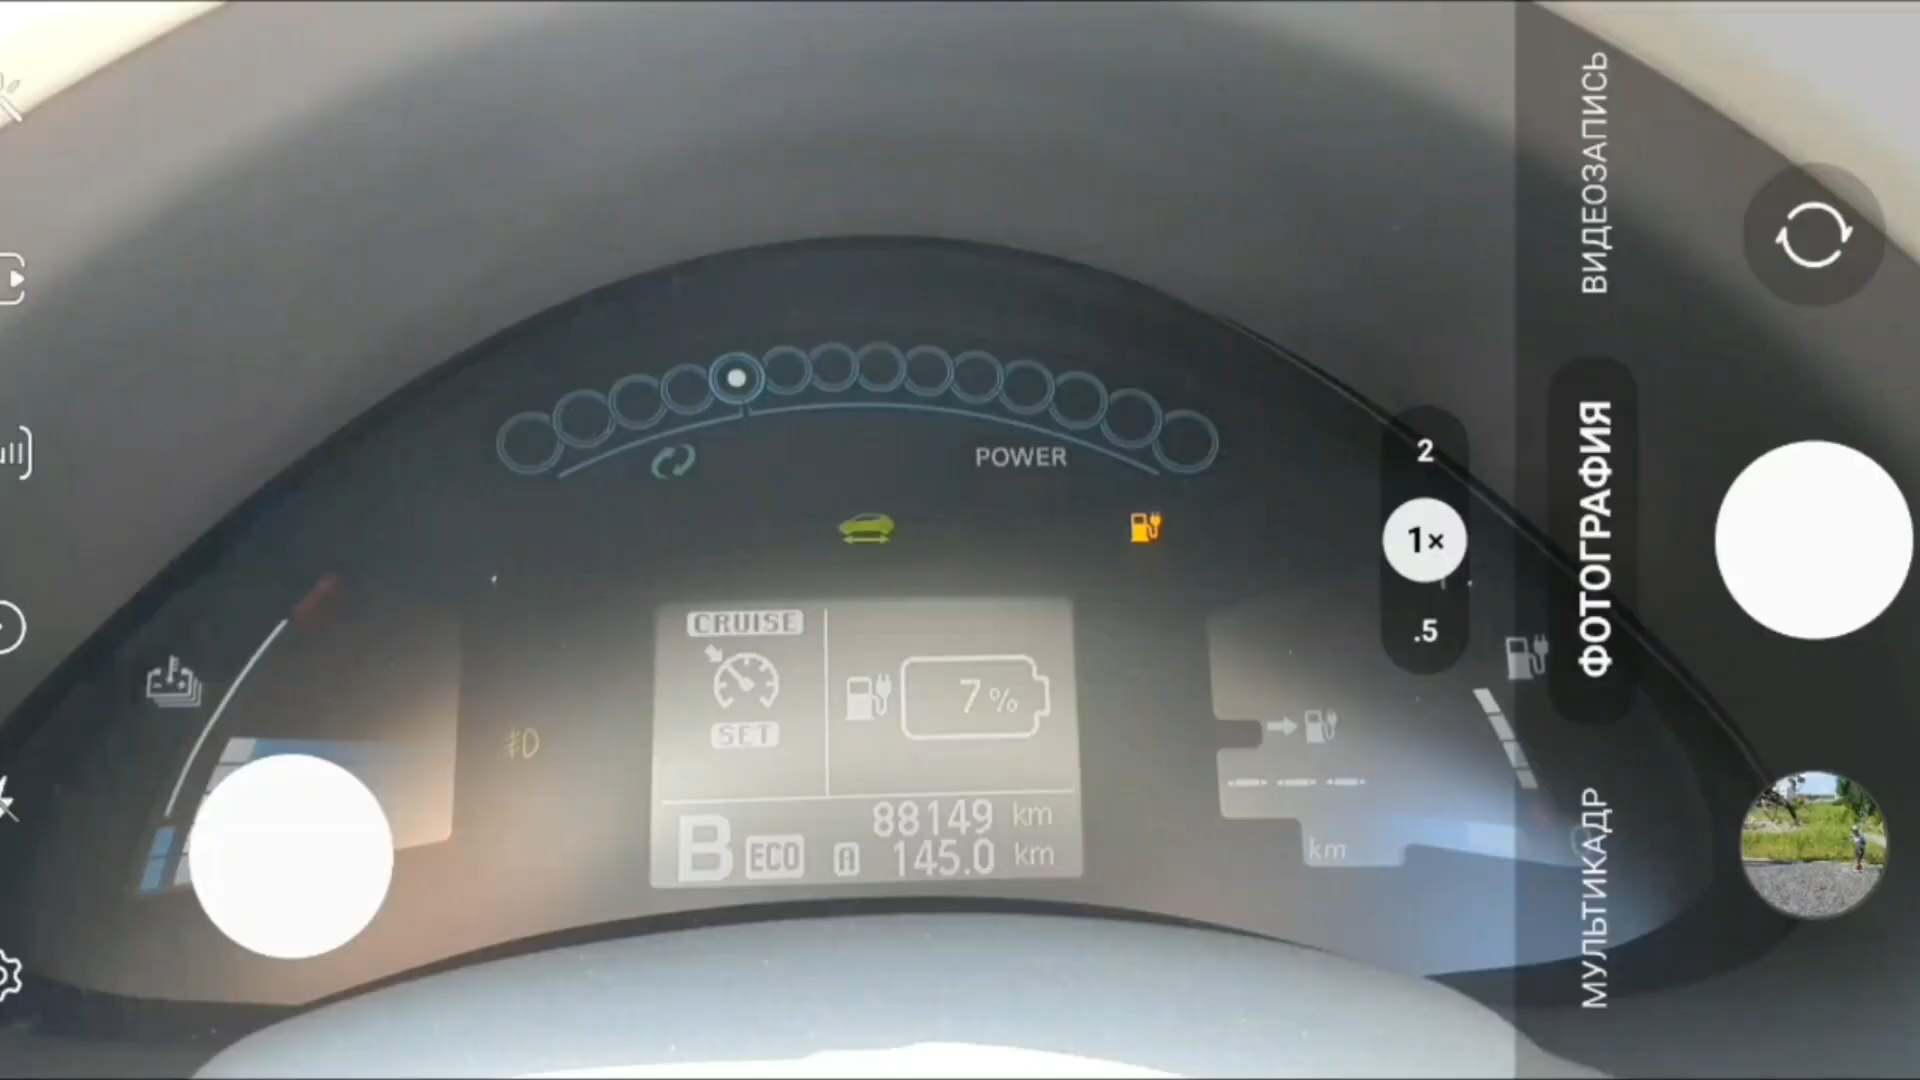 POWER
CRUISE
SET
7%
88149 km
B ECO A 145.0 km
--- --- ---
km
2
1×
.5
ВИДЕОЗАПИСЬ
ФОТОГРАФИЯ
МУЛЬТИКАДР